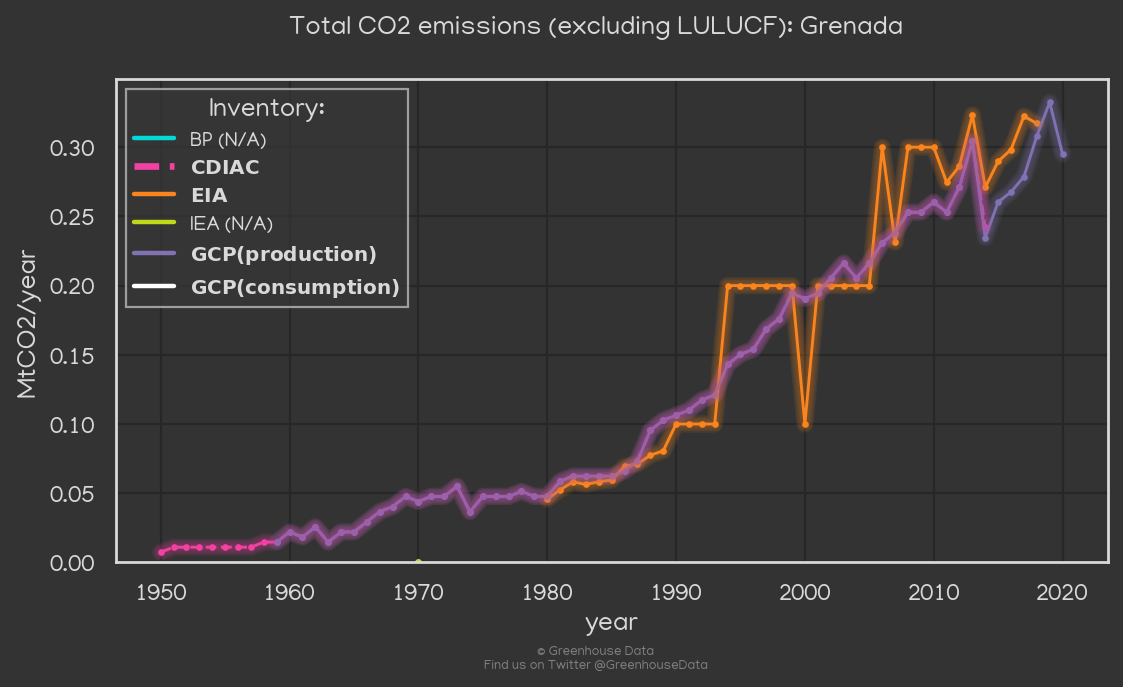 Total CO2 emissions (excluding LULUCF): Grenada
Inventory:
BP (N/A)
CDIAC
EIA
IEA (N/A)
GCP(production)
GCP(consumption)
MtCO2/year
0.30
0.25
0.20
0.15
0.10
0.05
0.00
1950 1960 1970 1980 1990 2000 2010 2020
year
© Greenhouse Data
Find us on Twitter @GreenhouseData